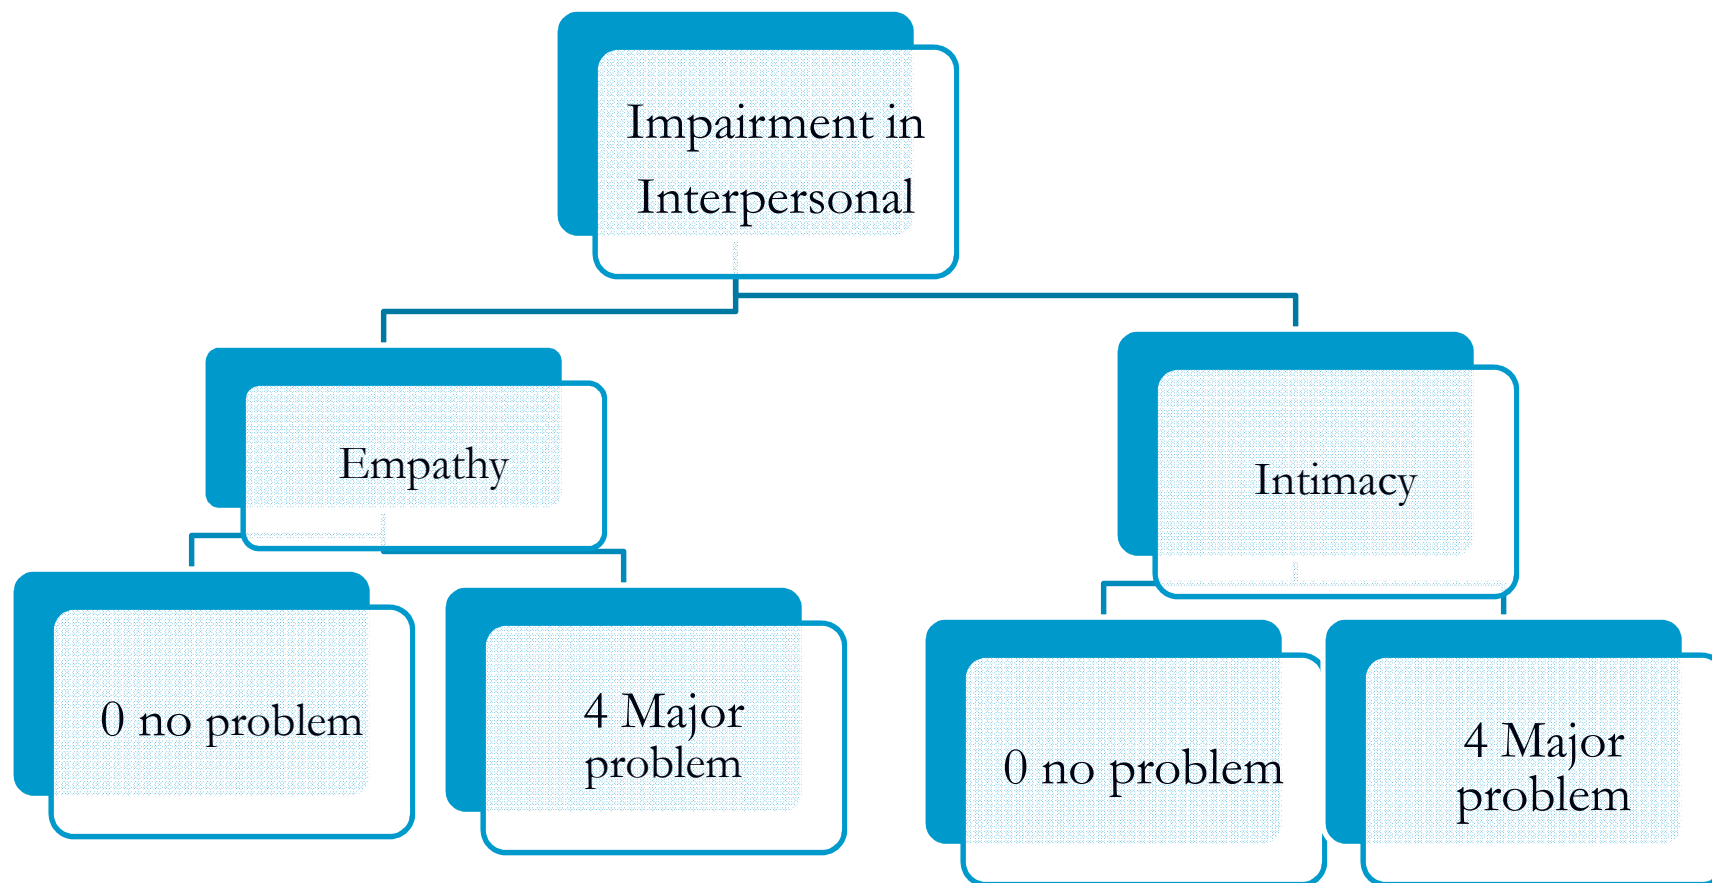 Impairment in
Interpersonal
Empathy
Intimacy
0 no problem
4 Major
problem
0 no problem
4 Major
problem